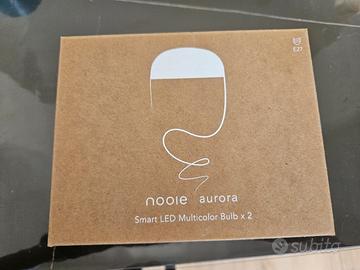 E27
nooie aurora
Smart LED Multicolor Bulb x 2
subito